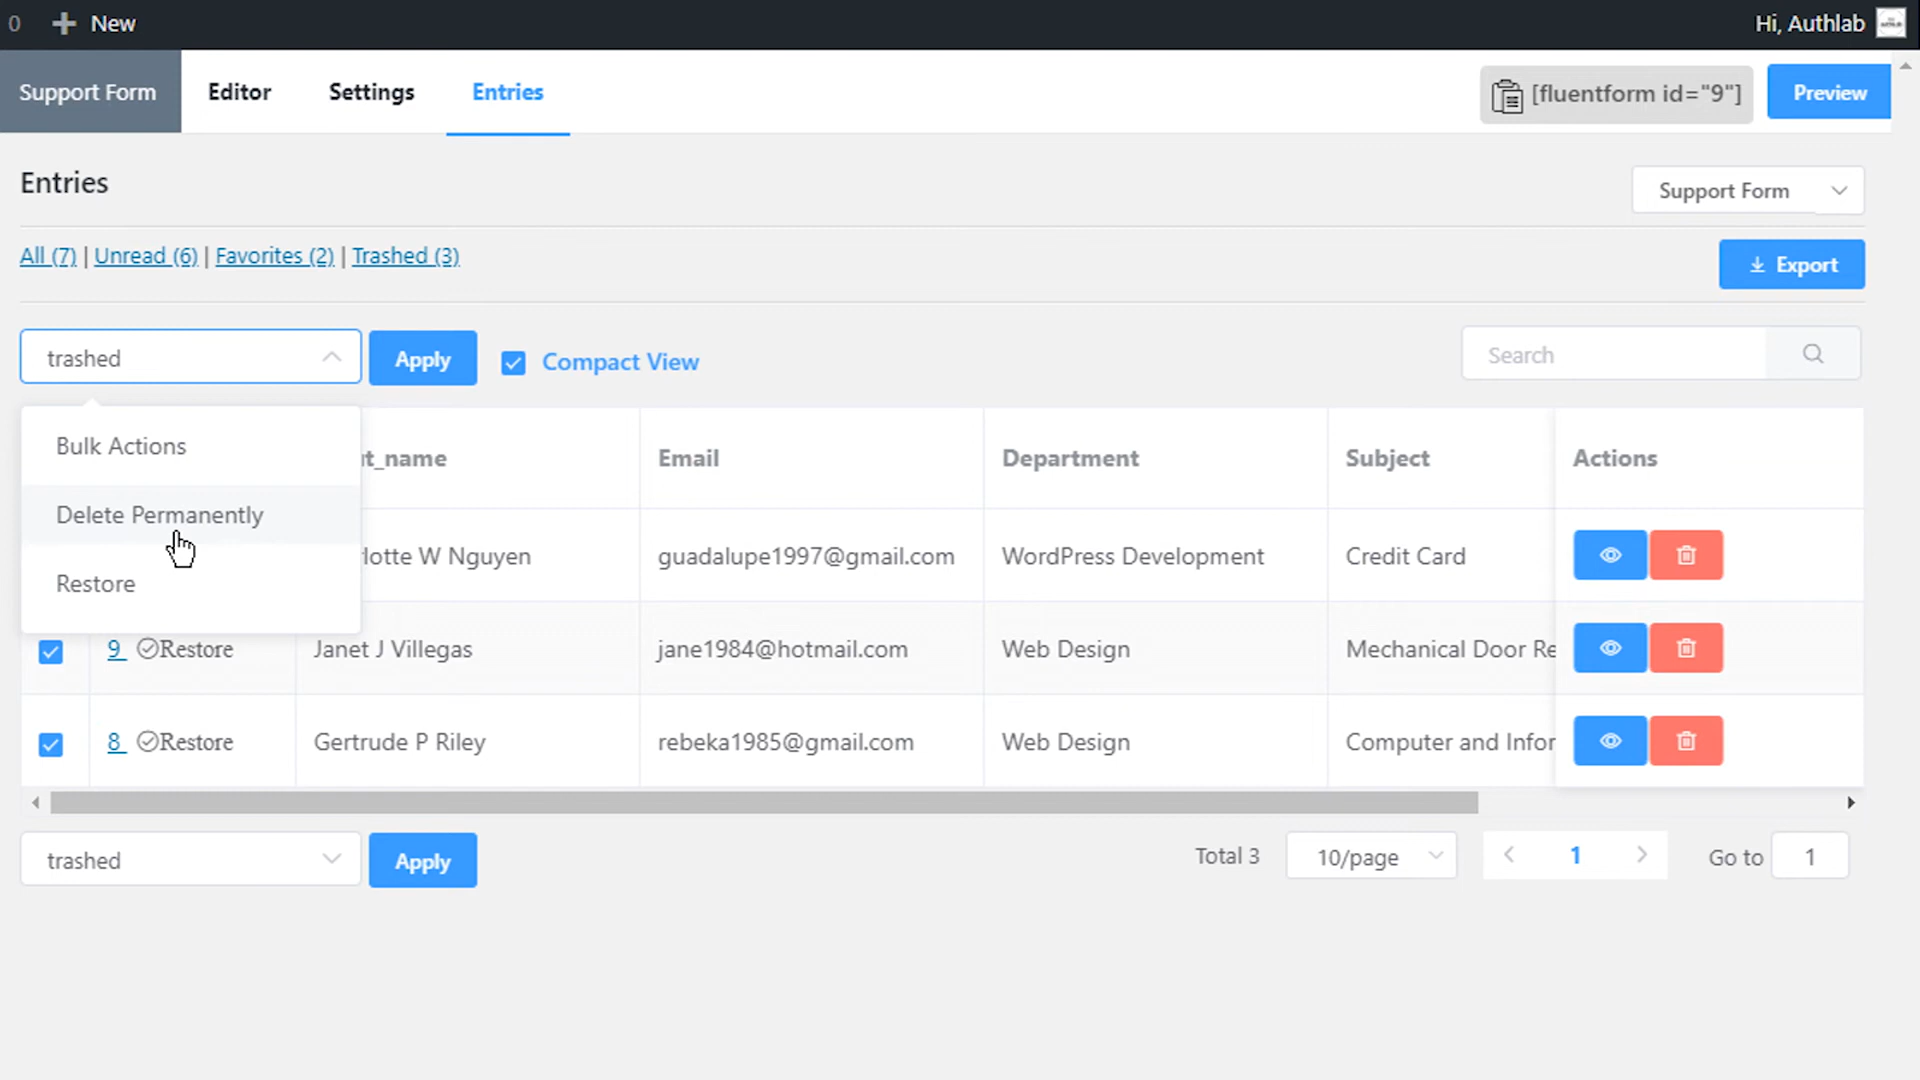 0 New Hi, Authlab
Support Form Editor Settings Entries [fluentform id="9"] Preview
Entries Support Form
All (7) | Unread (6) | Favorites (2) | Trashed (3) Export
trashed Apply Compact View Search
Bulk Actions
Email Department Subject Actions
Delete Permanently
Nguyen guadalupe1997@gmail.com WordPress Development Credit Card
Restore
9 Restore Janet J Villegas jane1984@hotmail.com Web Design Mechanical Door Re
8 Restore Gertrude P Riley rebeka1985@gmail.com Web Design Computer and Infor
trashed Apply Total 3 10/page 1 Go to 1